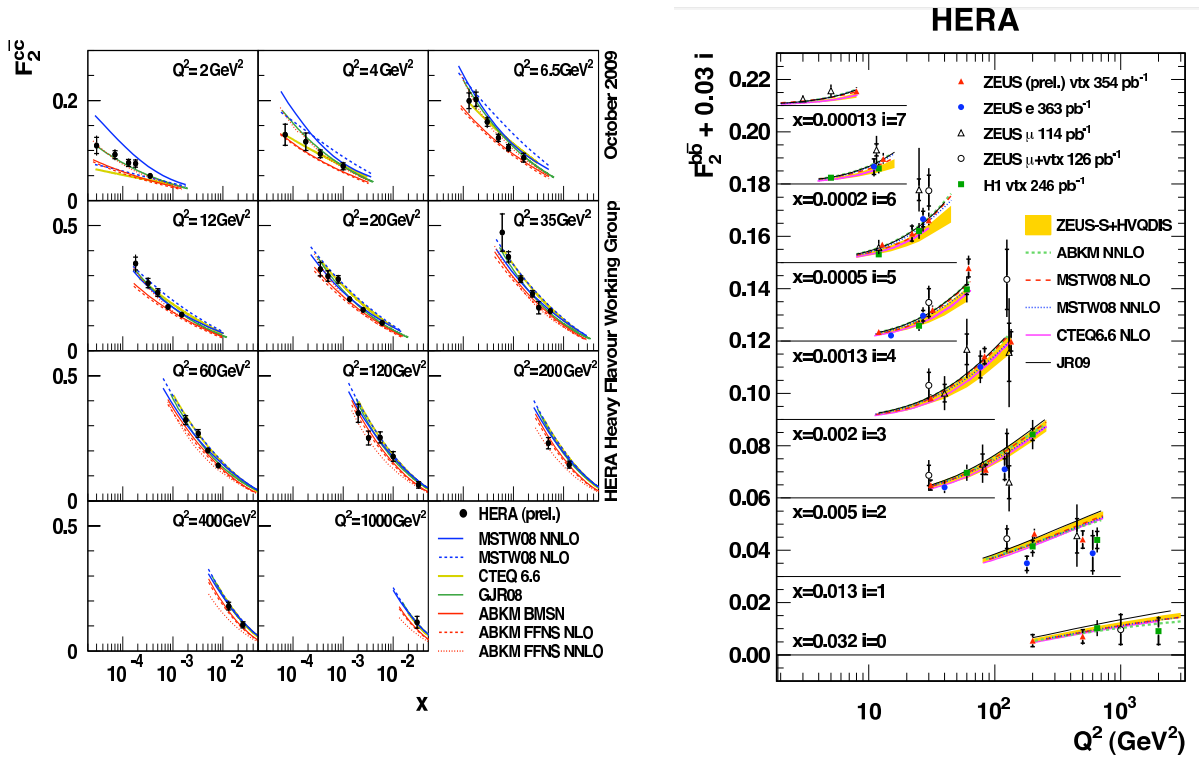 F₂^cc̄
Q²= 2 GeV²
Q²= 4 GeV²
Q²= 6.5GeV²
0.2
0
Q²= 12GeV²
Q²= 20GeV²
Q²= 35GeV²
0.5
0
Q²= 60GeV²
Q²=120GeV²
Q²=200GeV²
0.5
0
Q²=400GeV²
Q²=1000GeV²
0.5
0
HERA (prel.)
MSTW08 NNLO
MSTW08 NLO
CTEQ 6.6
GJR08
ABKM BMSN
ABKM FFNS NLO
ABKM FFNS NNLO
10⁻⁴ 10⁻³ 10⁻² 10⁻⁴ 10⁻³ 10⁻²
x
HERA Heavy Flavour Working Group October 2009
HERA
F₂^bb̄ + 0.03 i
0.22
0.20
0.18
0.16
0.14
0.12
0.10
0.08
0.06
0.04
0.02
0.00
ZEUS (prel.) vtx 354 pb⁻¹
ZEUS e 363 pb⁻¹
ZEUS μ 114 pb⁻¹
ZEUS μ+vtx 126 pb⁻¹
H1 vtx 246 pb⁻¹
ZEUS-S+HVQDIS
ABKM NNLO
MSTW08 NLO
MSTW08 NNLO
CTEQ6.6 NLO
JR09
x=0.00013 i=7
x=0.0002 i=6
x=0.0005 i=5
x=0.0013 i=4
x=0.002 i=3
x=0.005 i=2
x=0.013 i=1
x=0.032 i=0
10 10² 10³
Q² (GeV²)